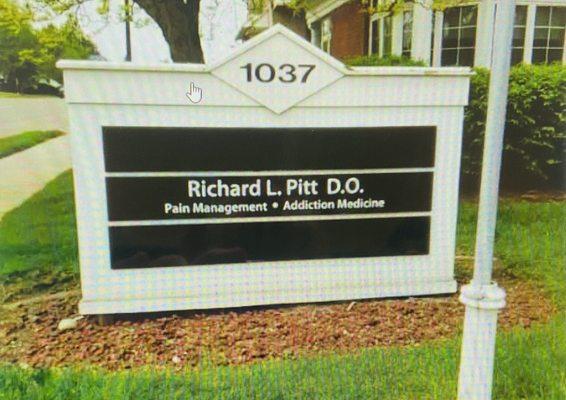 1037
Richard L. Pitt D.O.
Pain Management • Addiction Medicine